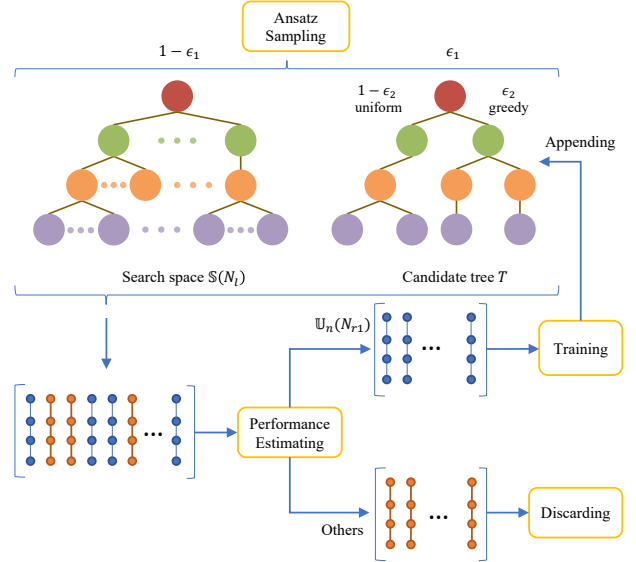 Ansatz
Sampling
1 − ϵ₁
ϵ₁
1 − ϵ₂
uniform
ϵ₂
greedy
Appending
Search space 𝕊(Nₗ)
Candidate tree T
𝕌ₙ(Nᵣ₁)
Training
Performance
Estimating
Others
Discarding